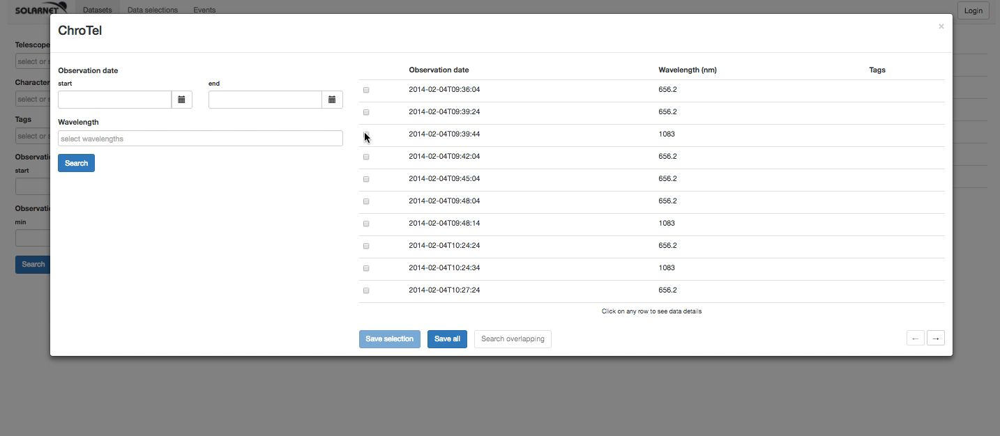 SOLARNET Datasets Data selections Events Login
ChroTel ×
Telescope
select or s
Character
select or s
Tags
select or s
Observatio
start
Observatio
min
Search
Observation date
start end
Wavelength
select wavelengths
Search
Observation date Wavelength (nm) Tags
2014-02-04T09:36:04 656.2
2014-02-04T09:39:24 656.2
2014-02-04T09:39:44 1083
2014-02-04T09:42:04 656.2
2014-02-04T09:45:04 656.2
2014-02-04T09:48:04 656.2
2014-02-04T09:48:14 1083
2014-02-04T10:24:24 656.2
2014-02-04T10:24:34 1083
2014-02-04T10:27:24 656.2
Click on any row to see data details
Save selection Save all Search overlapping ← →